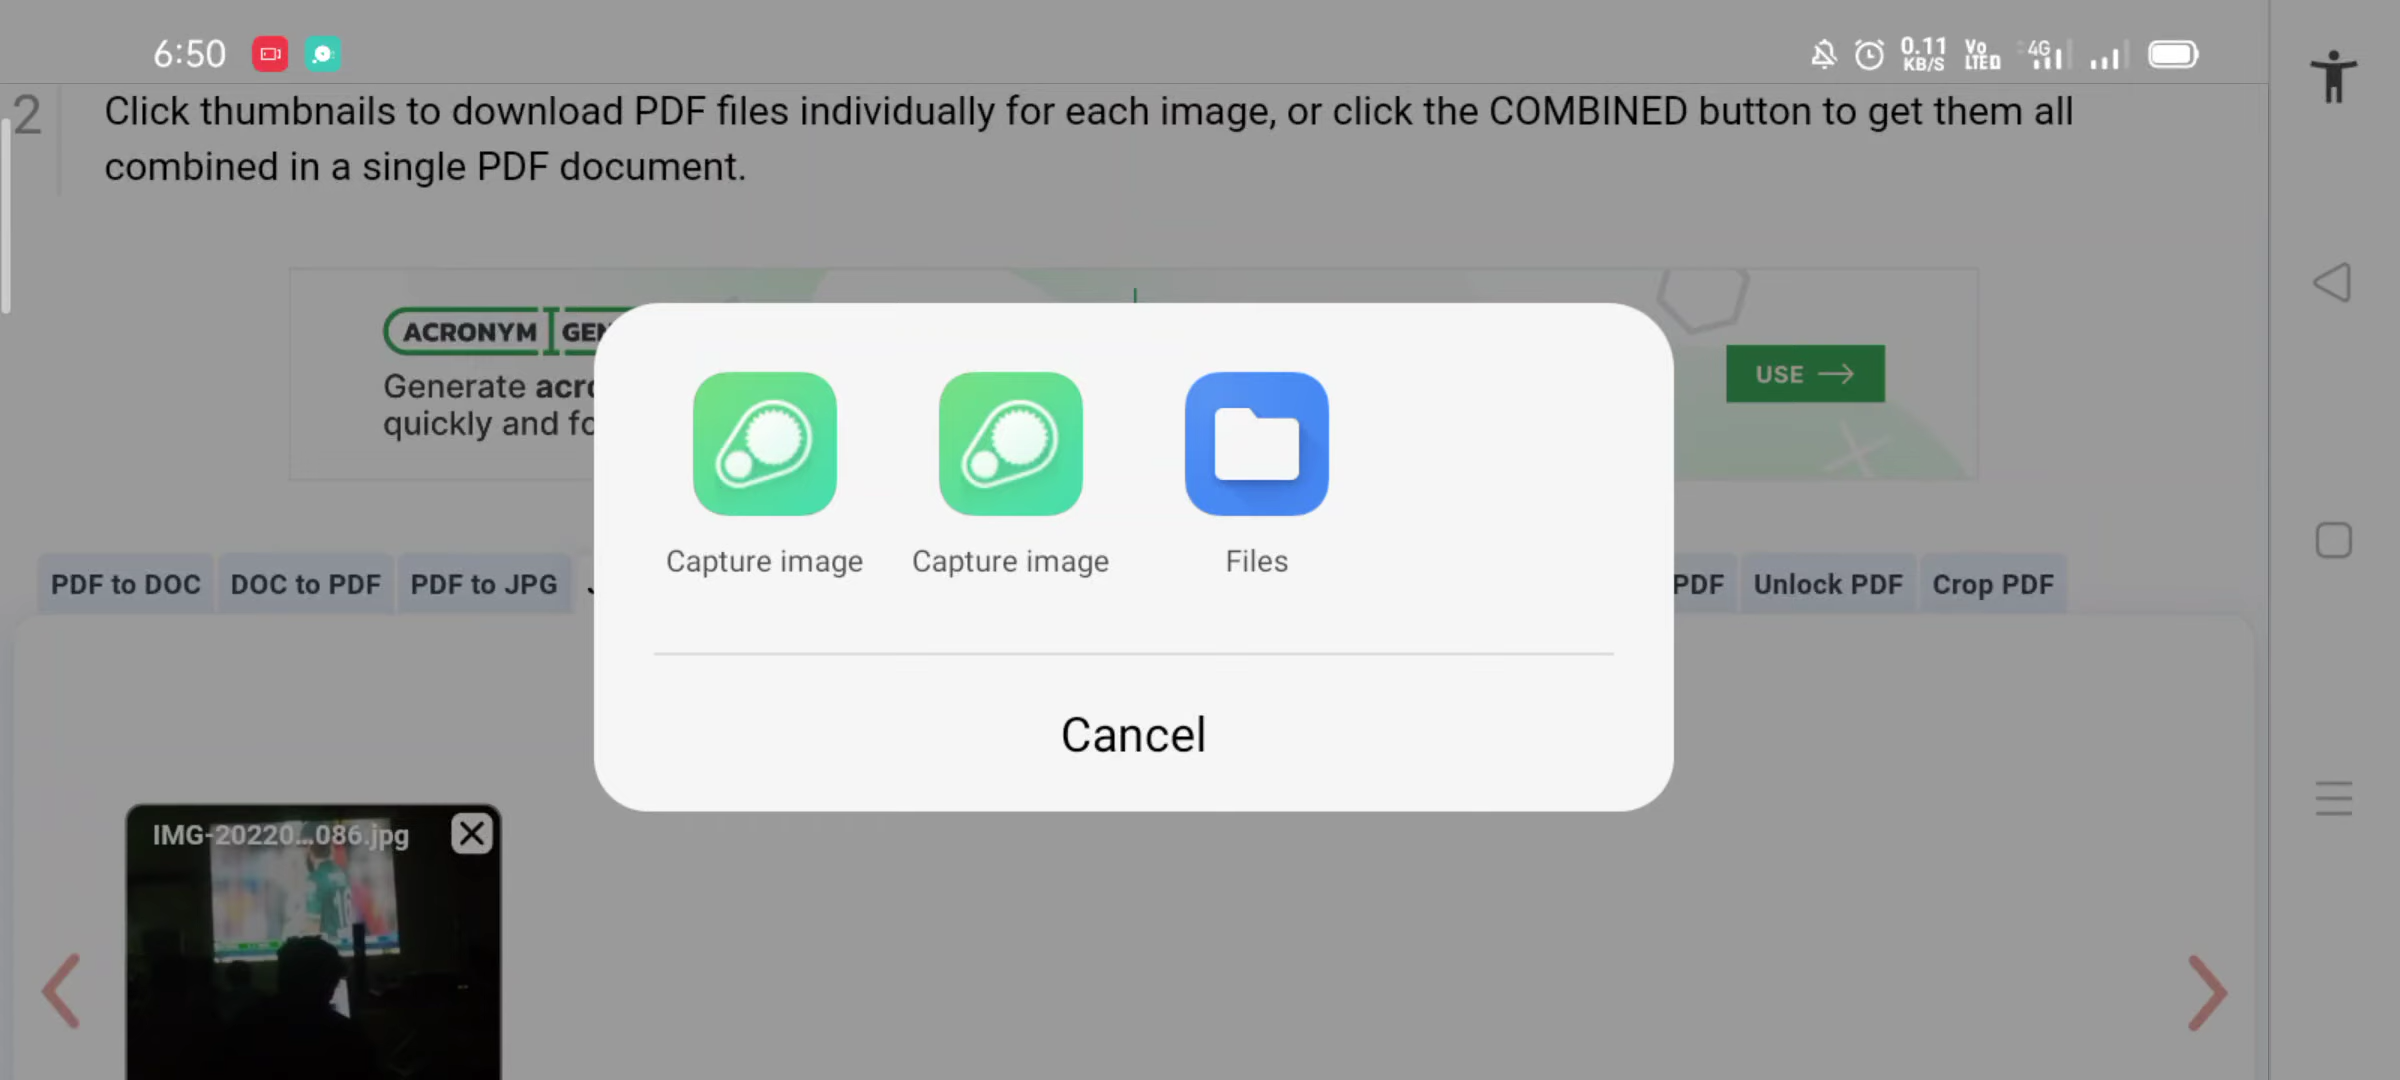 6:50
0.11 KB/S
Vo LTE
4G
2
Click thumbnails to download PDF files individually for each image, or click the COMBINED button to get them all
combined in a single PDF document.
ACRONYM
Generate
quickly and
USE
Capture image
Capture image
Files
PDF to DOC
DOC to PDF
PDF to JPG
PDF
Unlock PDF
Crop PDF
Cancel
IMG-20220...086.jpg